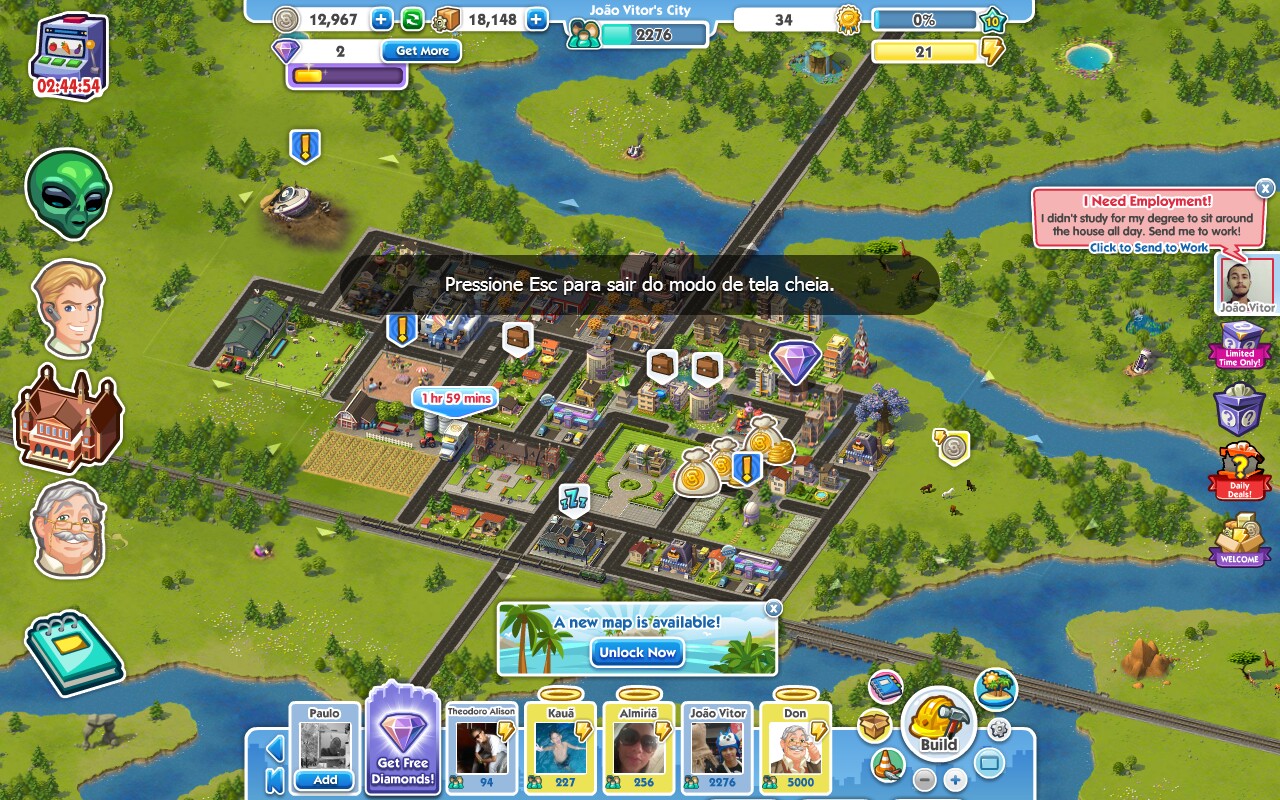 João Vitor's City
12,967
18,148
2276
34
0%
10
2
Get More
21
02:44:54
I Need Employment!
I didn't study for my degree to sit around
the house all day. Send me to work!
Click to Send to Work
João Vitor
Pressione Esc para sair do modo de tela cheia.
Limited
Time Only!
1 hr 59 mins
Daily
Deals!
WELCOME
A new map is available!
Unlock Now
Paulo
Add
Get Free
Diamonds!
Theodoro Alison
94
Kauã
227
Almiriã
256
João Vitor
2276
Don
5000
Build